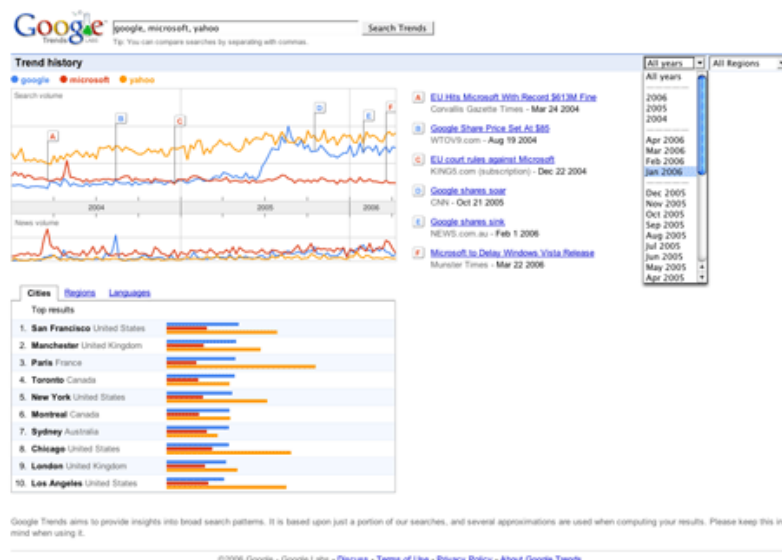 Google
Trends LABS
google, microsoft, yahoo
Search Trends
Tip: You can compare searches by separating with commas.
Trend history
All years
All Regions
google microsoft yahoo
Search volume
A
B
C
D
E
F
2004 2005 2006
News volume
A EU Hits Microsoft With Record $613M Fine
Corvallis Gazette Times - Mar 24 2004
B Google Share Price Set At $85
WTOV9.com - Aug 19 2004
C EU court rules against Microsoft
KING5.com (subscription) - Dec 22 2004
D Google shares soar
CNN - Oct 21 2005
E Google shares sink
NEWS.com.au - Feb 1 2006
F Microsoft to Delay Windows Vista Release
Munster Times - Mar 22 2006
All years
2006
2005
2004
Apr 2006
Mar 2006
Feb 2006
Jan 2006
Dec 2005
Nov 2005
Oct 2005
Sep 2005
Aug 2005
Jul 2005
Jun 2005
May 2005
Apr 2005
Cities Regions Languages
Top results
1. San Francisco United States
2. Manchester United Kingdom
3. Paris France
4. Toronto Canada
5. New York United States
6. Montreal Canada
7. Sydney Australia
8. Chicago United States
9. London United Kingdom
10. Los Angeles United States
Google Trends aims to provide insights into broad search patterns. It is based upon just a portion of our searches, and several approximations are used when computing your results. Please keep this in
mind when using it.
©2006 Google - Google Labs - Discuss - Terms of Use - Privacy Policy - About Google Trends